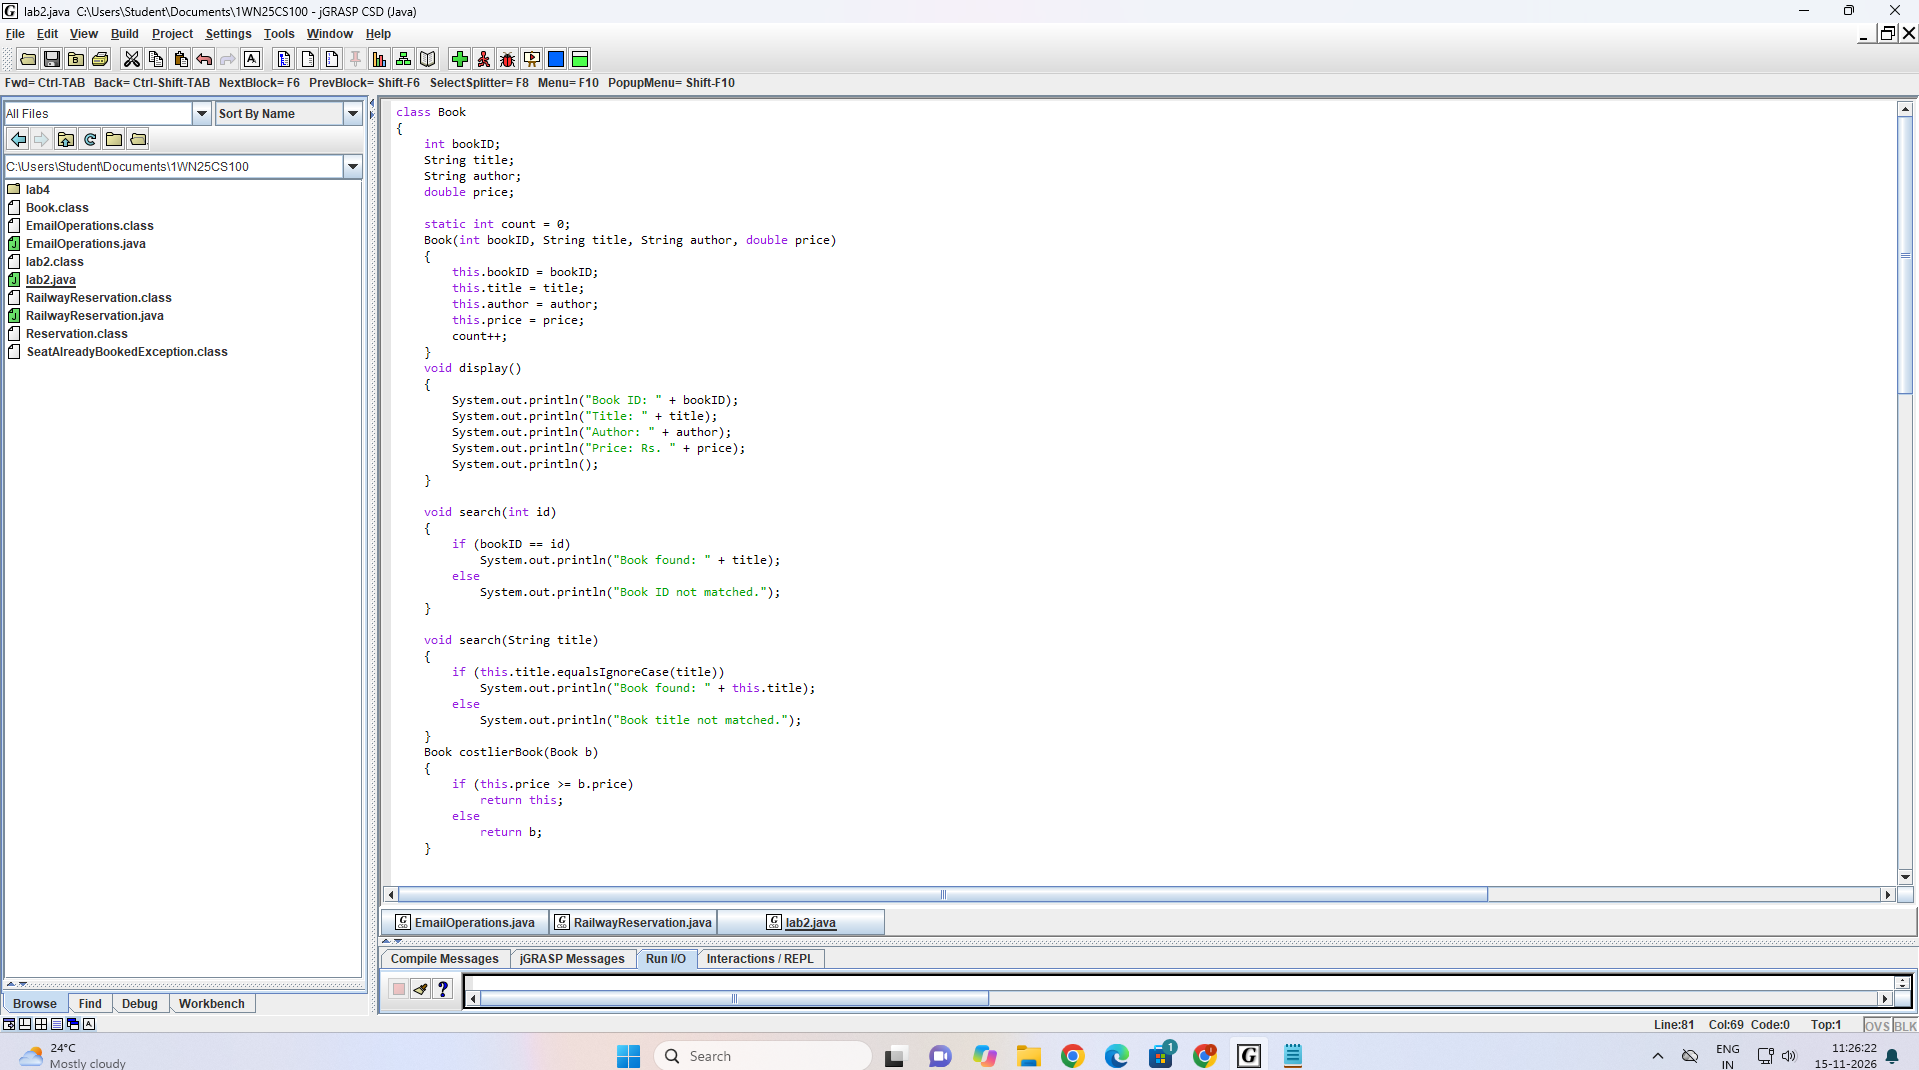 lab2.java  C:\Users\Student\Documents\1WN25CS100 - jGRASP CSD (Java)
File Edit View Build Project Settings Tools Window Help
Fwd= Ctrl-TAB Back= Ctrl-Shift-TAB NextBlock= F6 PrevBlock= Shift-F6 SelectSplitter= F8 Menu= F10 PopupMenu= Shift-F10
All Files
Sort By Name
C:\Users\Student\Documents\1WN25CS100
lab4
Book.class
EmailOperations.class
EmailOperations.java
lab2.class
lab2.java
RailwayReservation.class
RailwayReservation.java
Reservation.class
SeatAlreadyBookedException.class
Browse Find Debug Workbench
class Book
{
    int bookID;
    String title;
    String author;
    double price;

    static int count = 0;
    Book(int bookID, String title, String author, double price)
    {
        this.bookID = bookID;
        this.title = title;
        this.author = author;
        this.price = price;
        count++;
    }
    void display()
    {
        System.out.println("Book ID: " + bookID);
        System.out.println("Title: " + title);
        System.out.println("Author: " + author);
        System.out.println("Price: Rs. " + price);
        System.out.println();
    }

    void search(int id)
    {
        if (bookID == id)
            System.out.println("Book found: " + title);
        else
            System.out.println("Book ID not matched.");
    }

    void search(String title)
    {
        if (this.title.equalsIgnoreCase(title))
            System.out.println("Book found: " + this.title);
        else
            System.out.println("Book title not matched.");
    }
    Book costlierBook(Book b)
    {
        if (this.price >= b.price)
            return this;
        else
            return b;
    }
EmailOperations.java RailwayReservation.java lab2.java
Compile Messages jGRASP Messages Run I/O Interactions / REPL
Line:81 Col:69 Code:0 Top:1 OVS BLK
24°C
Mostly cloudy
Search
1
ENG
IN
11:26:22
15-11-2026